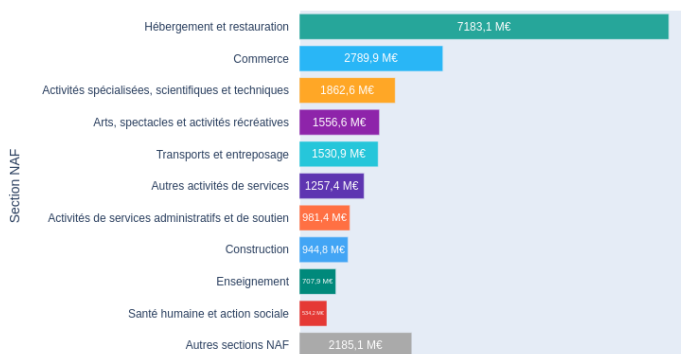 Hébergement et restauration 7183,1 M€
Commerce 2789,9 M€
Activités spécialisées, scientifiques et techniques 1862,6 M€
Arts, spectacles et activités récréatives 1556,6 M€
Transports et entreposage 1530,9 M€
Section NAF
Autres activités de services 1257,4 M€
Activités de services administratifs et de soutien 981,4 M€
Construction 944,8 M€
Enseignement 707,9 M€
Santé humaine et action sociale 534,2 M€
Autres sections NAF 2185,1 M€